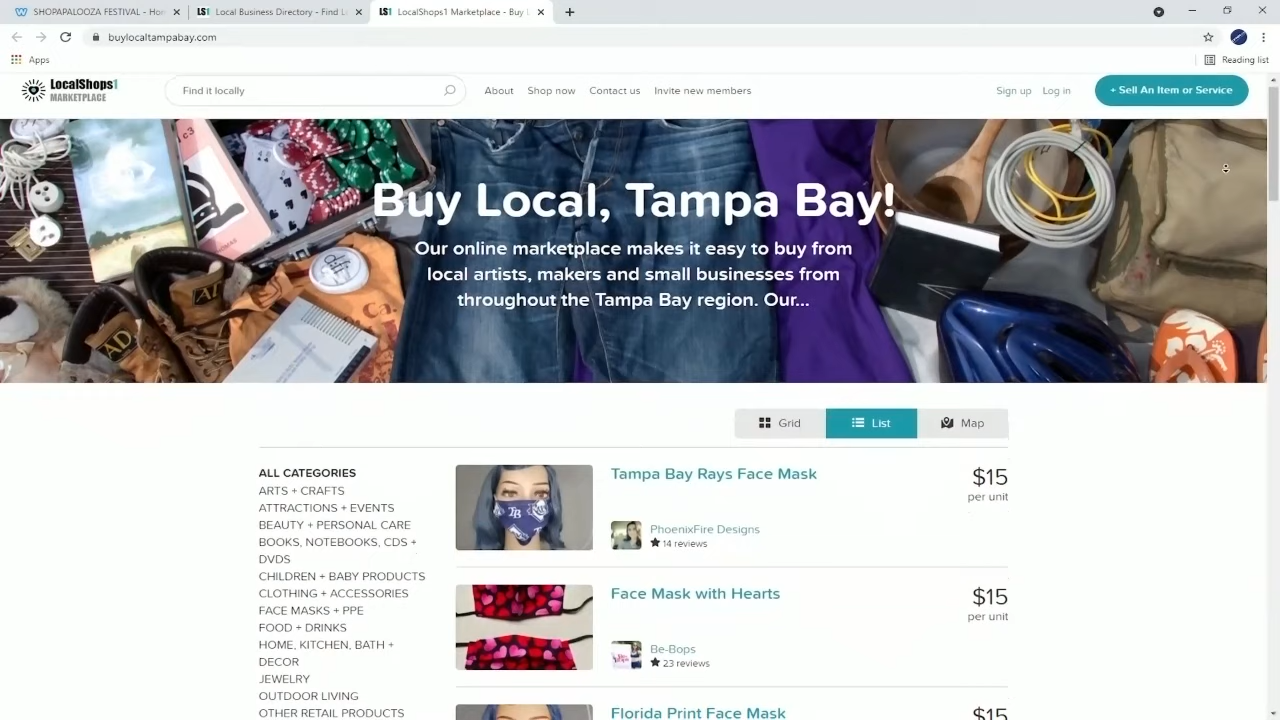 SHOPAPALOOZA FESTIVAL - Hom
LS1 Local Business Directory - Find L
LS1 LocalShops1 Marketplace - Buy
buylocaltampabay.com
Apps
Reading list
LocalShops1
MARKETPLACE
Find it locally
About
Shop now
Contact us
Invite new members
Sign up
Log in
+ Sell An Item or Service
Buy Local, Tampa Bay!
Our online marketplace makes it easy to buy from
local artists, makers and small businesses from
throughout the Tampa Bay region. Our...
Grid
List
Map
ALL CATEGORIES
ARTS + CRAFTS
ATTRACTIONS + EVENTS
BEAUTY + PERSONAL CARE
BOOKS, NOTEBOOKS, CDS +
DVDS
CHILDREN + BABY PRODUCTS
CLOTHING + ACCESSORIES
FACE MASKS + PPE
FOOD + DRINKS
HOME, KITCHEN, BATH +
DECOR
JEWELRY
OUTDOOR LIVING
OTHER RETAIL PRODUCTS
Tampa Bay Rays Face Mask
$15
per unit
TB
PhoenixFire Designs
14 reviews
Face Mask with Hearts
$15
per unit
Be-Bops
23 reviews
Florida Print Face Mask
$15